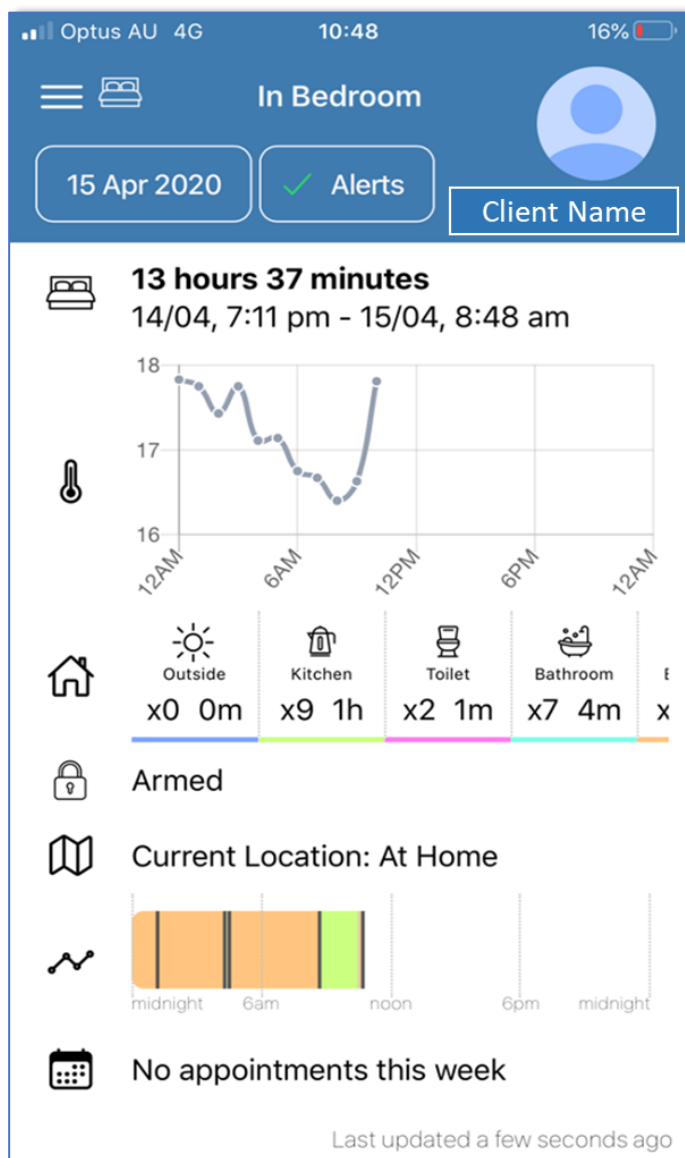 Optus AU 4G 10:48 16%
In Bedroom
15 Apr 2020 Alerts
Client Name
13 hours 37 minutes
14/04, 7:11 pm - 15/04, 8:48 am
18
17
16
12AM 6AM 12PM 6PM 12AM
Outside Kitchen Toilet Bathroom
x0 0m x9 1h x2 1m x7 4m x
Armed
Current Location: At Home
midnight 6am noon 6pm midnight
No appointments this week
Last updated a few seconds ago